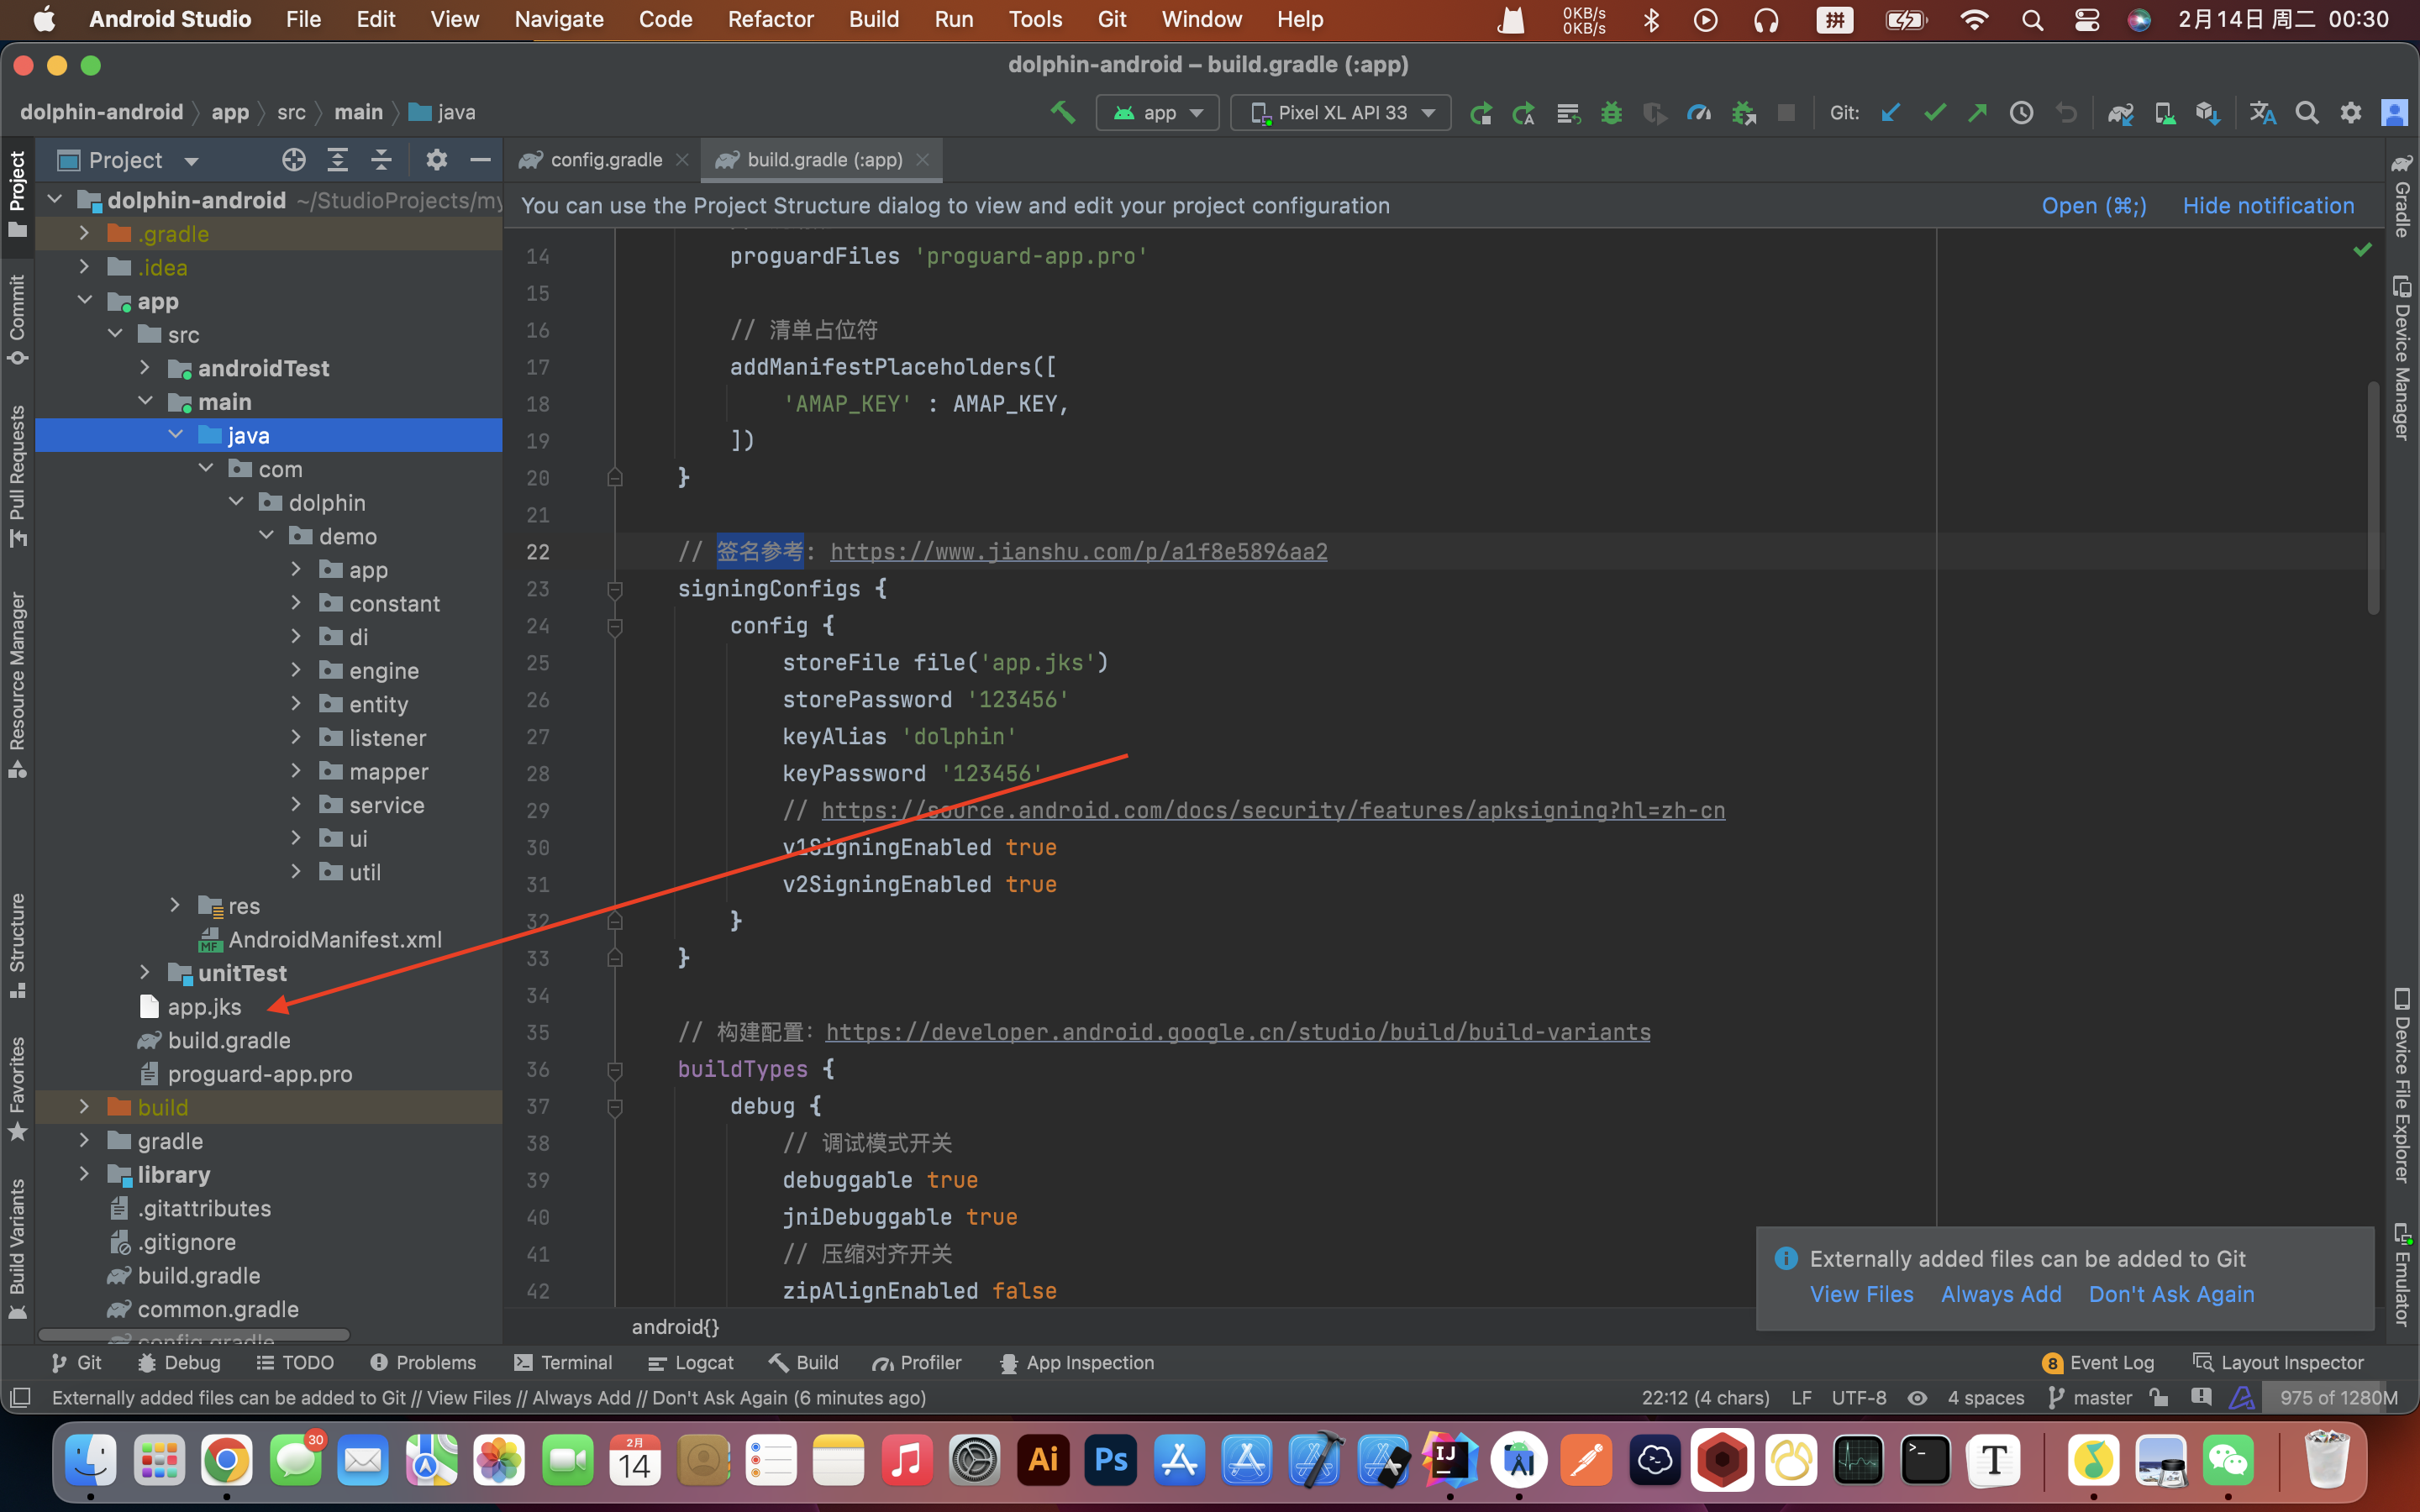 Android Studio File Edit View Navigate Code Refactor Build Run Tools Git Window Help 0KB/s 0KB/s 拼 2月14日 周二 00:30
dolphin-android – build.gradle (:app)
dolphin-android app src main java app Pixel XL API 33 Git:
Project
config.gradle
build.gradle (:app)
You can use the Project Structure dialog to view and edit your project configuration
Open (⌘;)
Hide notification
Project
Commit
Pull Requests
Resource Manager
Structure
Favorites
Build Variants
dolphin-android ~/StudioProjects/my
.gradle
.idea
app
src
androidTest
main
java
com
dolphin
demo
app
constant
di
engine
entity
listener
mapper
service
ui
util
res
AndroidManifest.xml
unitTest
app.jks
build.gradle
proguard-app.pro
build
gradle
library
.gitattributes
.gitignore
build.gradle
common.gradle
config.gradle
14 proguardFiles 'proguard-app.pro'
15
16 // 清单占位符
17 addManifestPlaceholders([
18 'AMAP_KEY' : AMAP_KEY,
19 ])
20 }
21
22 // 签名参考: https://www.jianshu.com/p/a1f8e5896aa2
23 signingConfigs {
24 config {
25 storeFile file('app.jks')
26 storePassword '123456'
27 keyAlias 'dolphin'
28 keyPassword '123456'
29 // https://source.android.com/docs/security/features/apksigning?hl=zh-cn
30 v1SigningEnabled true
31 v2SigningEnabled true
32 }
33 }
34
35 // 构建配置: https://developer.android.google.cn/studio/build/build-variants
36 buildTypes {
37 debug {
38 // 调试模式开关
39 debuggable true
40 jniDebuggable true
41 // 压缩对齐开关
42 zipAlignEnabled false
android{}
Gradle
Device Manager
Device File Explorer
Emulator
Externally added files can be added to Git
View Files Always Add Don't Ask Again
Git Debug TODO Problems Terminal Logcat Build Profiler App Inspection 8 Event Log Layout Inspector
Externally added files can be added to Git // View Files // Always Add // Don't Ask Again (6 minutes ago) 22:12 (4 chars) LF UTF-8 4 spaces master 975 of 1280M
30 2月 14 Ai Ps IJ >_ T